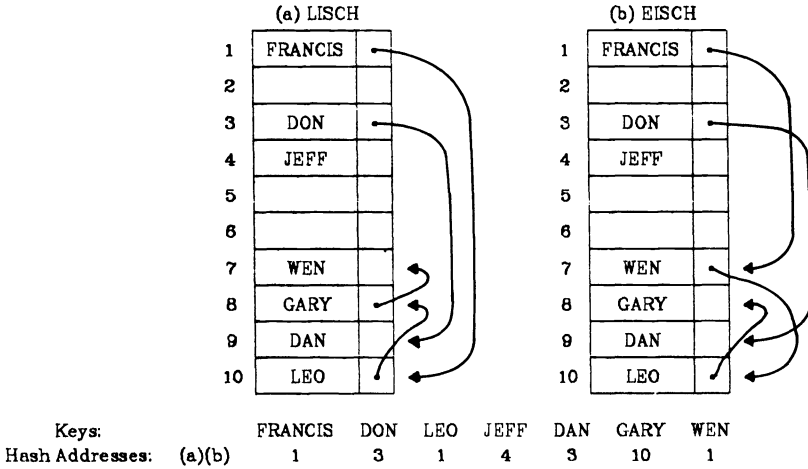 (a) LISCH (b) EISCH
1 FRANCIS 1 FRANCIS
2 2
3 DON 3 DON
4 JEFF 4 JEFF
5 5
6 6
7 WEN 7 WEN
8 GARY 8 GARY
9 DAN 9 DAN
10 LEO 10 LEO
Keys: FRANCIS DON LEO JEFF DAN GARY WEN
Hash Addresses: (a)(b) 1 3 1 4 3 10 1